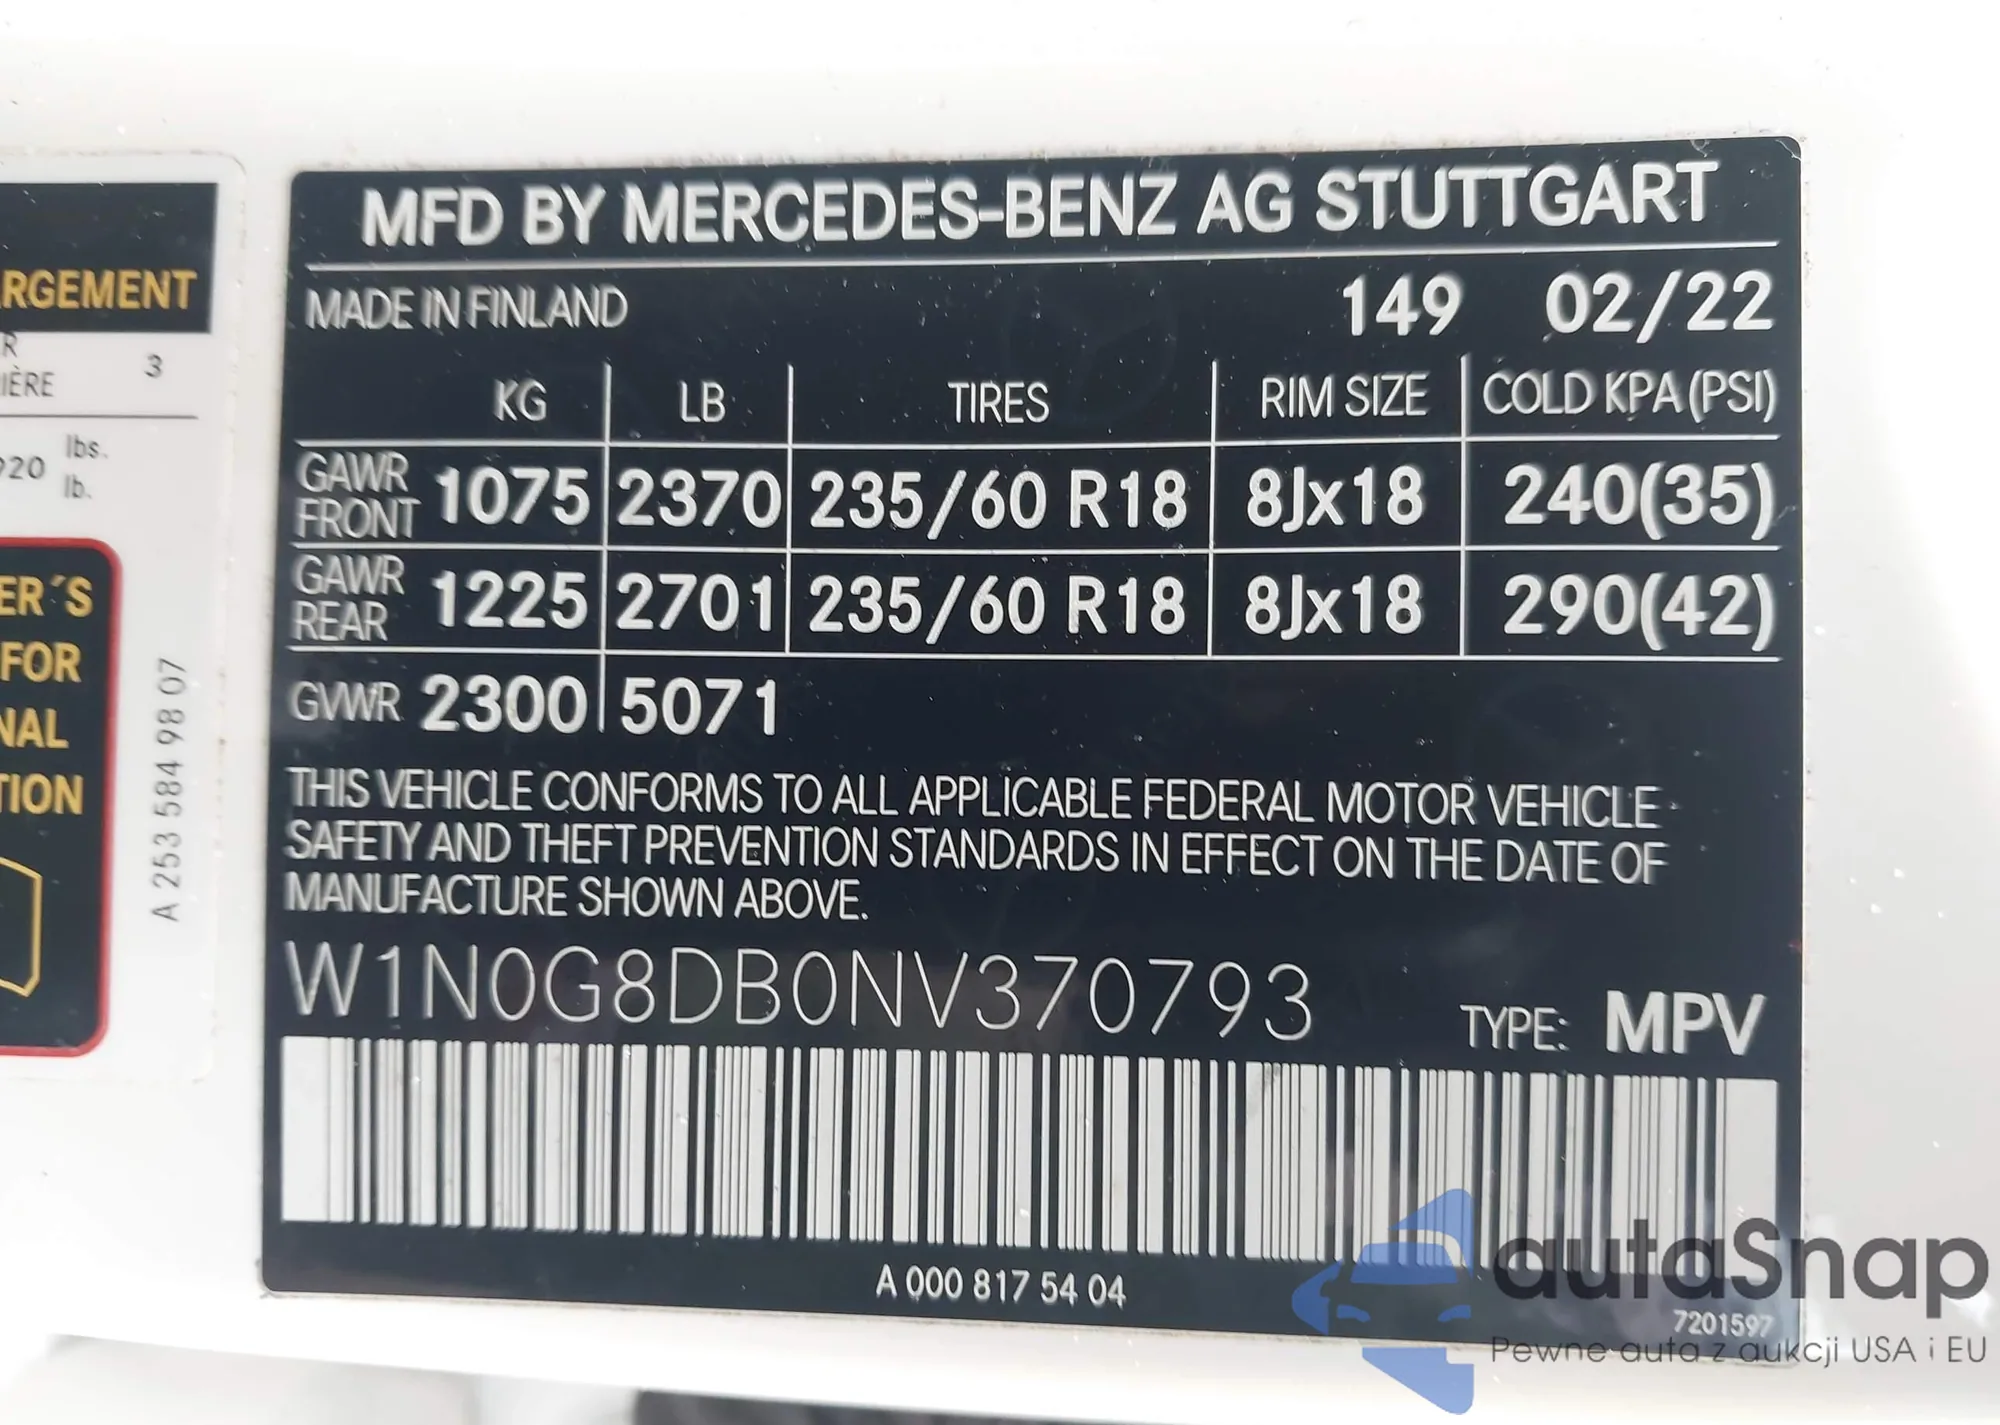 RGEMENT
R
IÈRE 3
920 lbs.
lb.
ER´S
FOR
NAL
TION
A 253 584 98 07
MFD BY MERCEDES-BENZ AG STUTTGART
MADE IN FINLAND 149 02/22
KG LB TIRES RIM SIZE COLD KPA (PSI)
GAWR FRONT 1075 2370 235/60 R18 8Jx18 240(35)
GAWR REAR 1225 2701 235/60 R18 8Jx18 290(42)
GVWR 2300 5071
THIS VEHICLE CONFORMS TO ALL APPLICABLE FEDERAL MOTOR VEHICLE
SAFETY AND THEFT PREVENTION STANDARDS IN EFFECT ON THE DATE OF
MANUFACTURE SHOWN ABOVE.
W1N0G8DB0NV370793 TYPE: MPV
A 000 817 54 04
7201597
autaSnap
Pewne auta z aukcji USA i EU